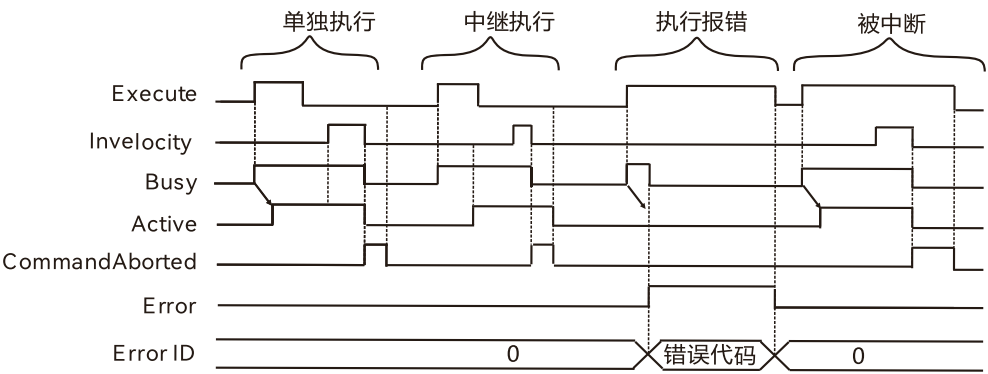 单独执行 中继执行 执行报错 被中断
Execute
Invelocity
Busy
Active
CommandAborted
Error
Error ID 0 错误代码 0